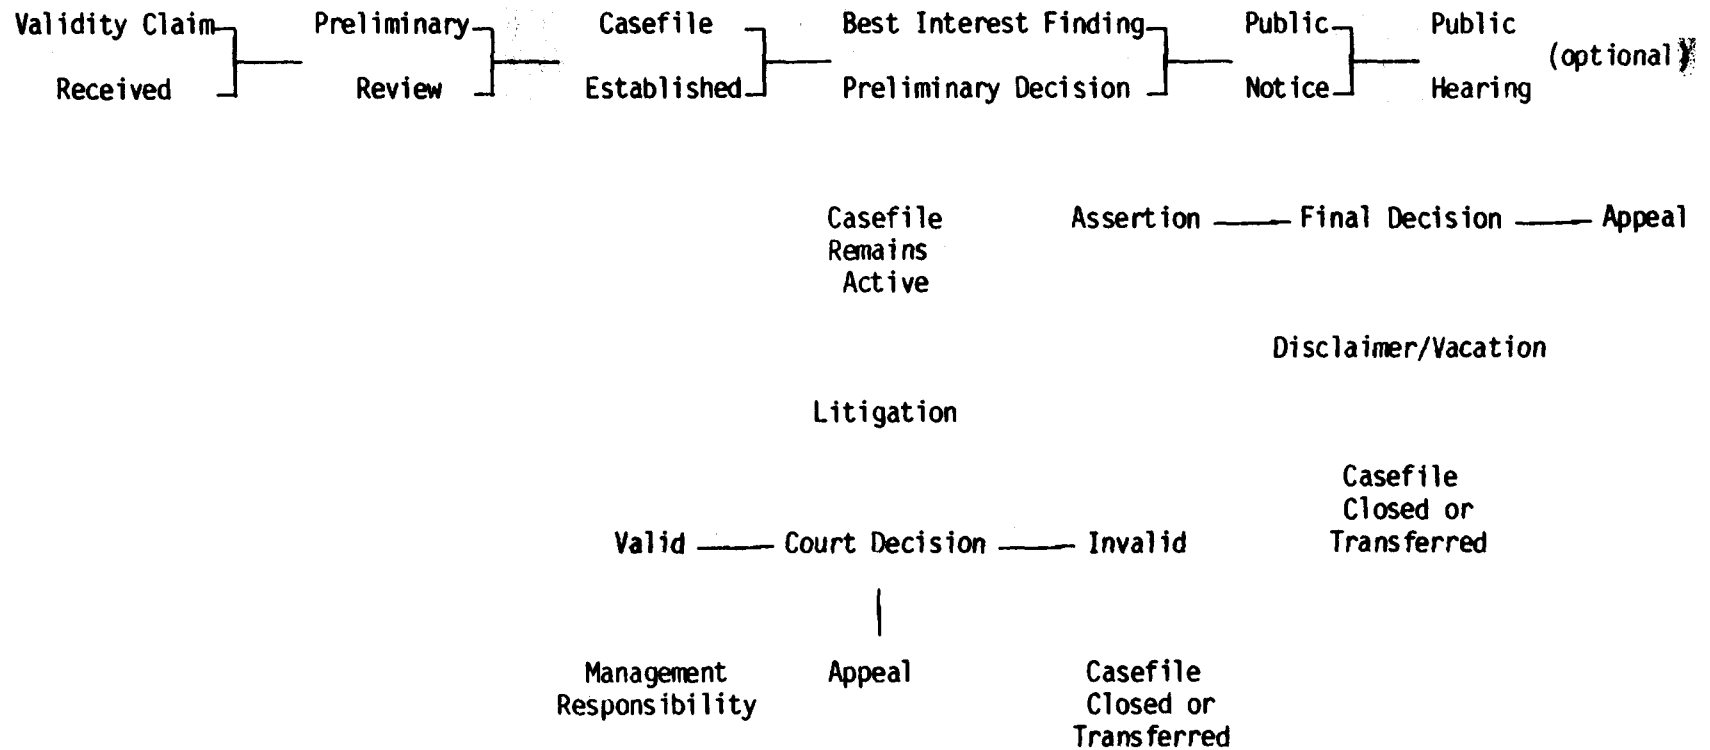 Validity Claim Preliminary Casefile Best Interest Finding Public Public
(optional)
Received Review Established Preliminary Decision Notice Hearing
Casefile Assertion Final Decision Appeal
Remains
Active
Disclaimer/Vacation
Litigation
Casefile
Closed or
Valid Court Decision Invalid Transferred
Management Appeal Casefile
Responsibility Closed or
Transferred